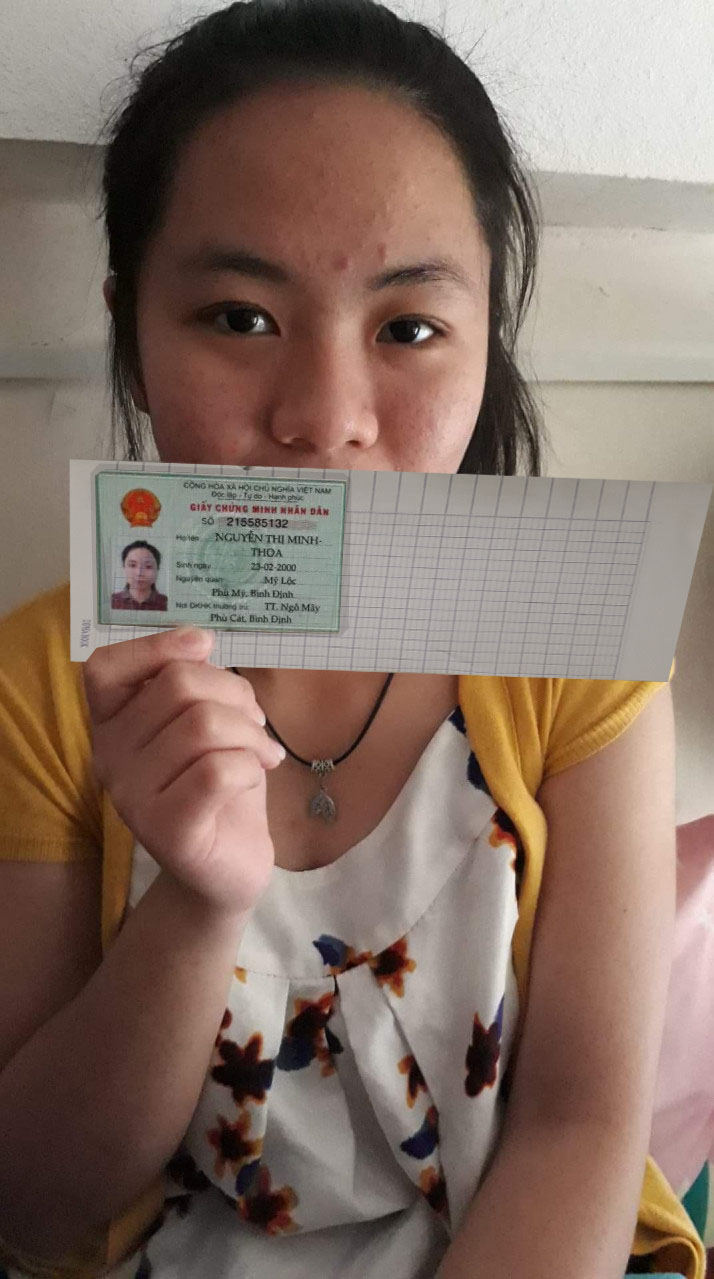 CỘNG HÒA XÃ HỘI CHỦ NGHĨA VIỆT NAM
Độc lập - Tự do - Hạnh phúc
GIẤY CHỨNG MINH NHÂN DÂN
SỐ 215585132
Họ tên NGUYỄN THỊ MINH-
THOA
Sinh ngày 23-02-2000
Nguyên quán Mỹ Lộc
Phù Mỹ, Bình Định
Nơi ĐKHK thường trú TT. Ngô Mây
Phù Cát, Bình Định